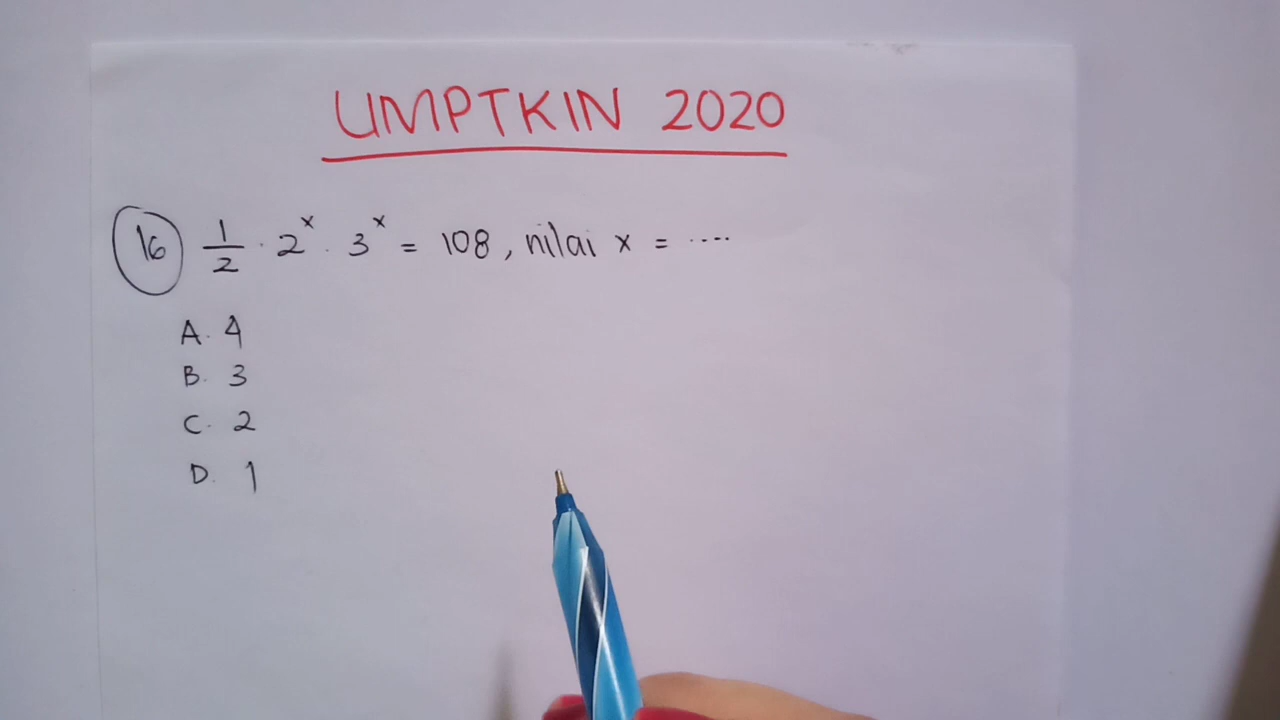 UMPTKIN 2020
16 1/2 . 2^x . 3^x = 108, nilai x = ....
A. 4
B. 3
C. 2
D. 1